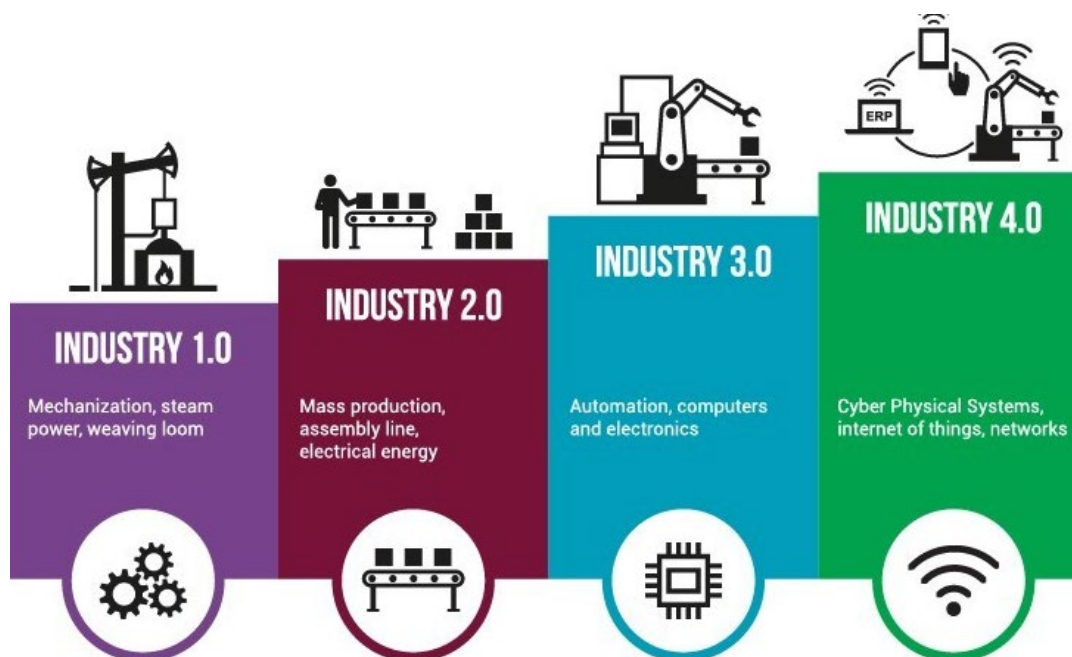 ERP
INDUSTRY 1.0
Mechanization, steam
power, weaving loom
INDUSTRY 2.0
Mass production,
assembly line,
electrical energy
INDUSTRY 3.0
Automation, computers
and electronics
INDUSTRY 4.0
Cyber Physical Systems,
internet of things, networks